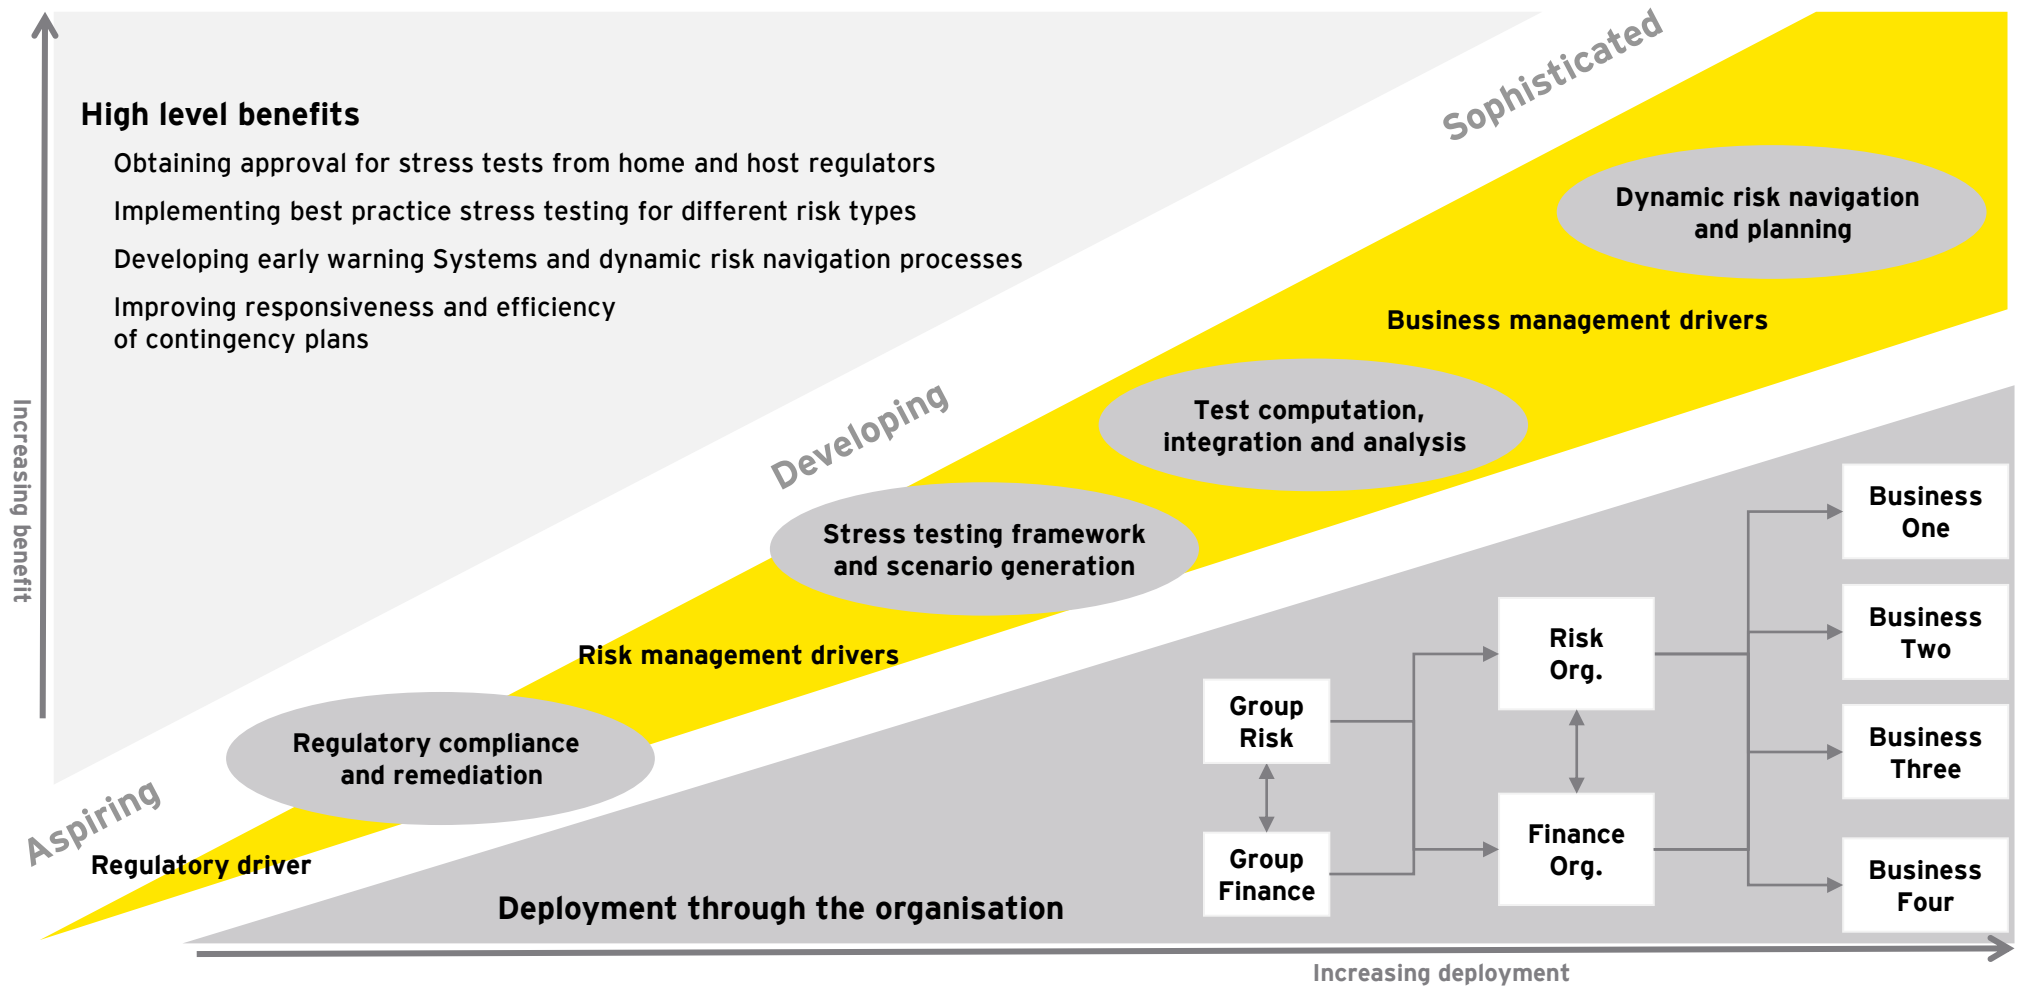 Sophisticated
High level benefits
Obtaining approval for stress tests from home and host regulators
Implementing best practice stress testing for different risk types
Developing early warning Systems and dynamic risk navigation processes
Improving responsiveness and efficiency
of contingency plans
Dynamic risk navigation
and planning
Business management drivers
Developing
Test computation,
integration and analysis
Increasing benefit
Stress testing framework
and scenario generation
Risk management drivers
Regulatory compliance
and remediation
Aspiring
Regulatory driver
Deployment through the organisation
Group
Risk
Group
Finance
Risk
Org.
Finance
Org.
Business
One
Business
Two
Business
Three
Business
Four
Increasing deployment